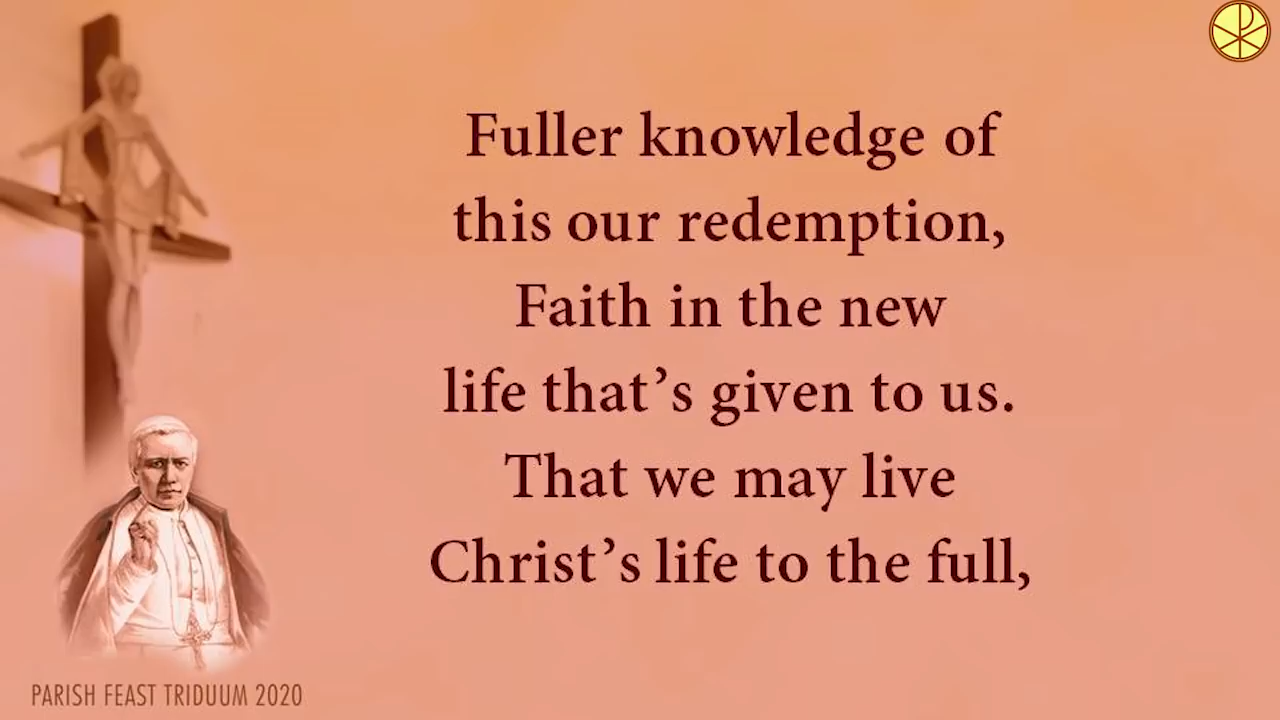 Fuller knowledge of
this our redemption,
Faith in the new
life that’s given to us.
That we may live
Christ’s life to the full,
PARISH FEAST TRIDUUM 2020